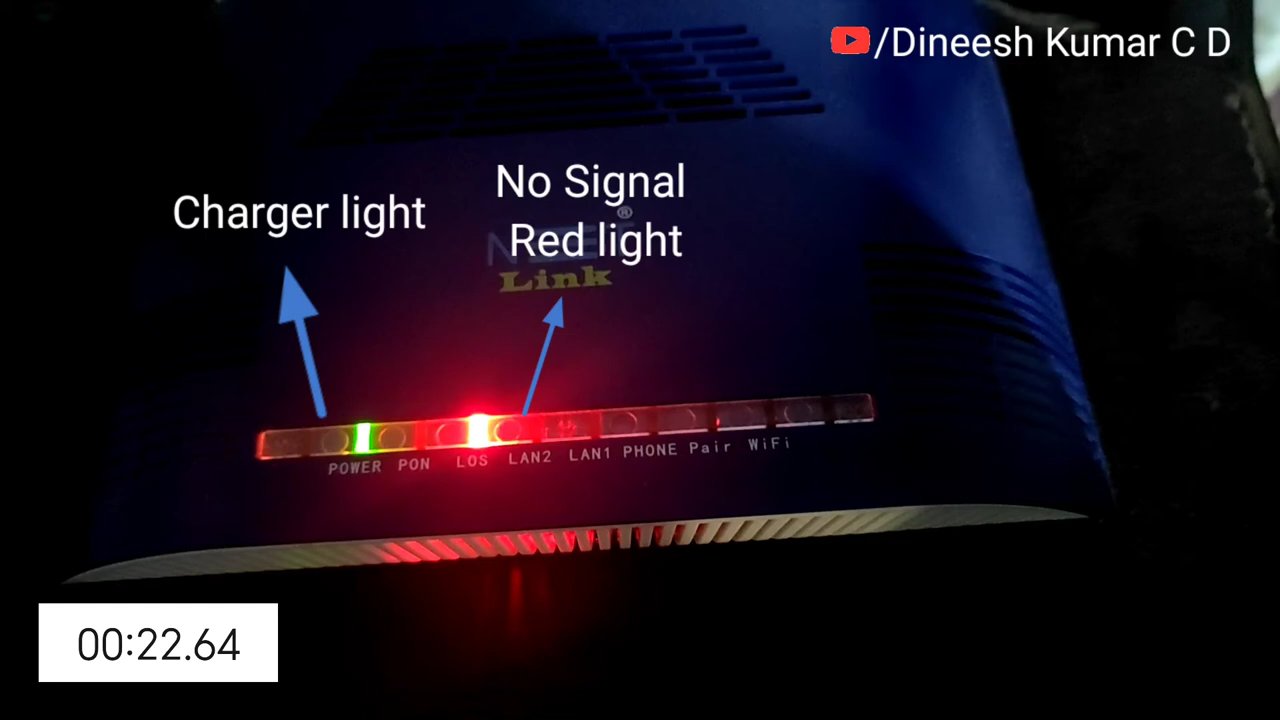 /Dineesh Kumar C D
No Signal
Charger light
Red light
®
Link
POWER PON LOS LAN2 LAN1 PHONE Pair WiFi
00:22.64